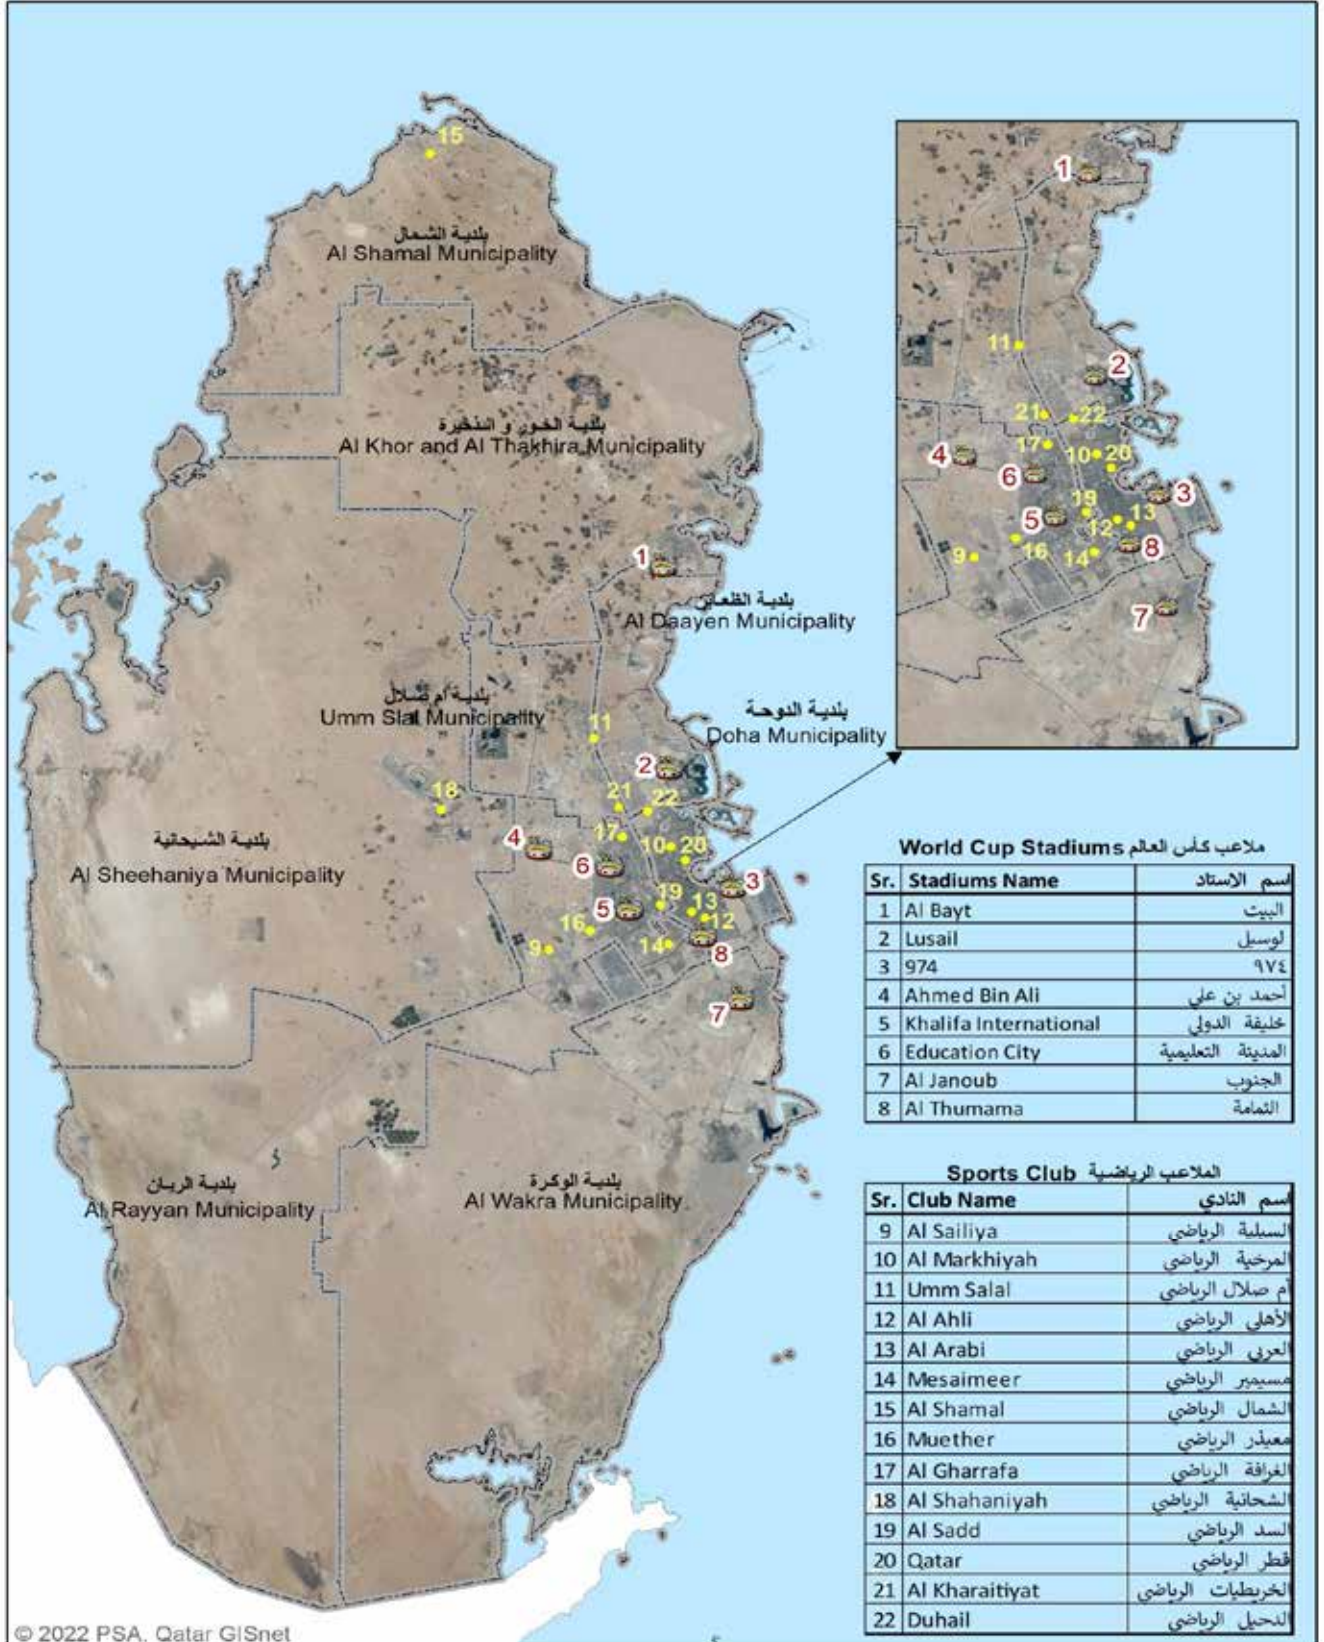 15
بلدية الشمال
Al Shamal Municipality
1
11
2
21
22
17
4
10
20
6
3
19
5
12
13
16
9
14
8
7
بلدية الخور و الذخيرة
Al Khor and Al Thakhira Municipality
1
بلدية الظعاين
Al Daayen Municipality
بلدية أم صلال
Umm Slal Municipality
بلدية الدوحة
Doha Municipality
11
2
18
21
22
17
4
10
20
6
3
19
13
5
12
16
9
14
8
7
بلدية الشيحانية
Al Sheehaniya Municipality
بلدية الريان
Al Rayyan Municipality
بلدية الوكرة
Al Wakra Municipality
World Cup Stadiums ملاعب كأس العالم
Sr. Stadiums Name اسم الاستاد
1 Al Bayt البيت
2 Lusail لوسيل
3 974 ٩٧٤
4 Ahmed Bin Ali أحمد بن علي
5 Khalifa International خليفة الدولي
6 Education City المدينة التعليمية
7 Al Janoub الجنوب
8 Al Thumama الثمامة
Sports Club الملاعب الرياضية
Sr. Club Name اسم النادي
9 Al Sailiya السيلية الرياضي
10 Al Markhiyah المرخية الرياضي
11 Umm Salal أم صلال الرياضي
12 Al Ahli الأهلي الرياضي
13 Al Arabi العربي الرياضي
14 Mesaimeer مسيمير الرياضي
15 Al Shamal الشمال الرياضي
16 Muether معيذر الرياضي
17 Al Gharrafa الغرافة الرياضي
18 Al Shahaniyah الشحانية الرياضي
19 Al Sadd السد الرياضي
20 Qatar قطر الرياضي
21 Al Kharaitiyat الخريطيات الرياضي
22 Duhail الدحيل الرياضي
© 2022 PSA, Qatar GISnet